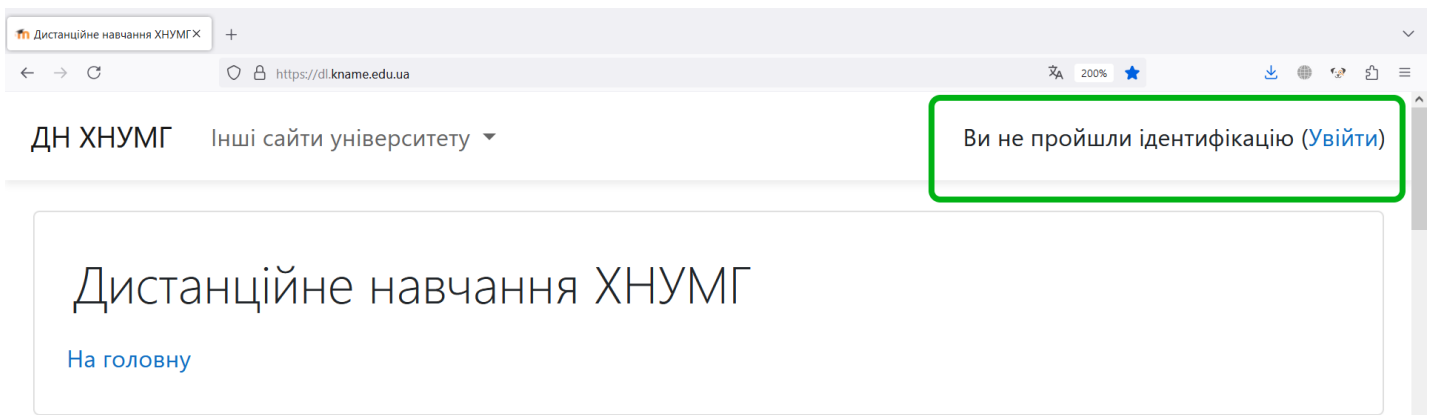 Дистанційне навчання ХНУМГ
https://dl.kname.edu.ua
200%
ДН ХНУМГ Інші сайти університету Ви не пройшли ідентифікацію (Увійти)
Дистанційне навчання ХНУМГ
На головну